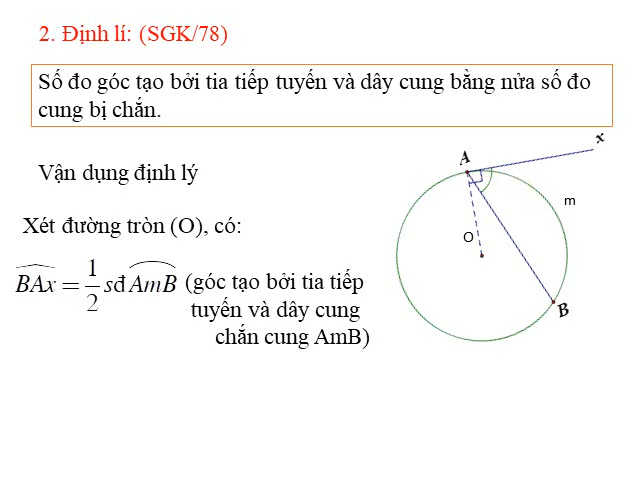 2. Định lí: (SGK/78)
Số đo góc tạo bởi tia tiếp tuyến và dây cung bằng nửa số đo
cung bị chắn.
x
A
Vận dụng định lý
m
Xét đường tròn (O), có:
O
BAx = 1/2 sđ AmB (góc tạo bởi tia tiếp
tuyến và dây cung
chắn cung AmB)
B